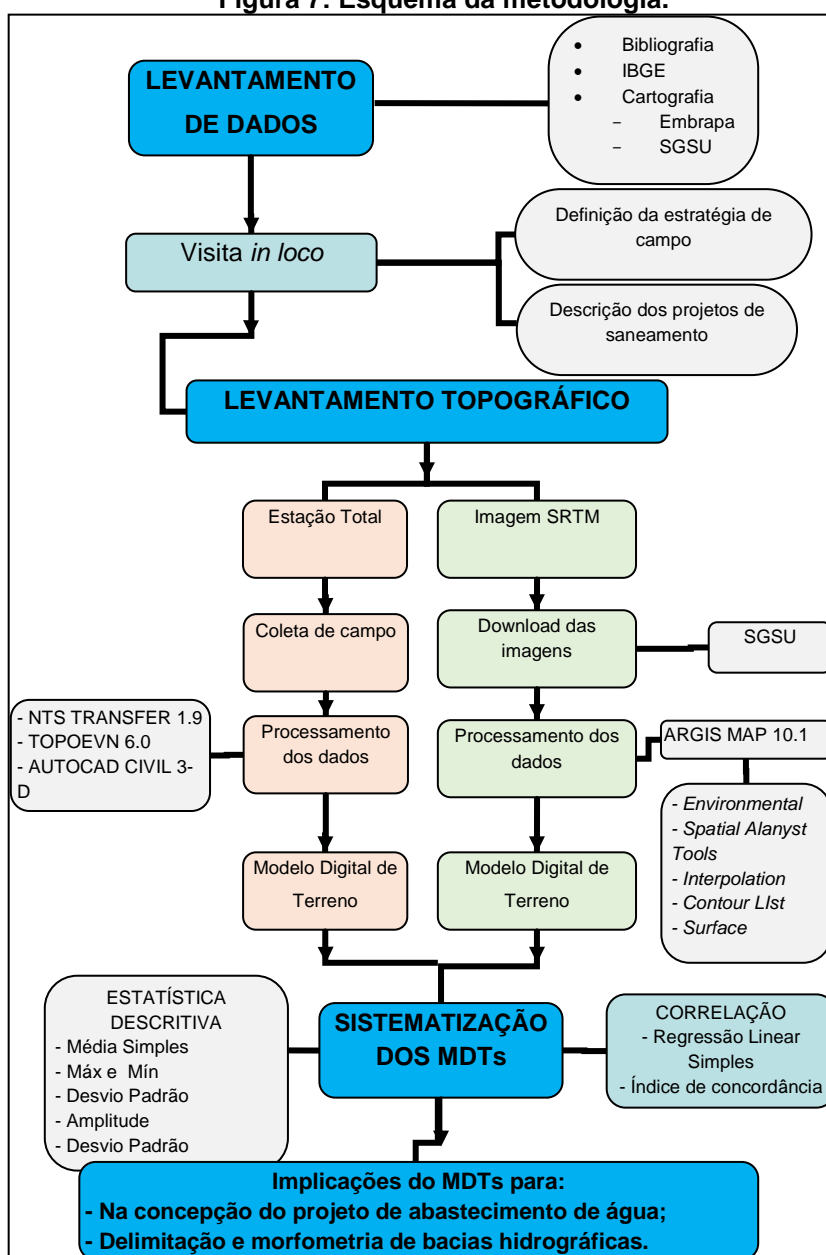 Figura 7: Esquema da metodologia.
LEVANTAMENTO
DE DADOS
• Bibliografia
• IBGE
• Cartografia
– Embrapa
– SGSU
Visita in loco
Definição da estratégia de
campo
Descrição dos projetos de
saneamento
LEVANTAMENTO TOPOGRÁFICO
Estação Total
Imagem SRTM
Coleta de campo
Download das
imagens
SGSU
- NTS TRANSFER 1.9
- TOPOEVN 6.0
- AUTOCAD CIVIL 3-
D
Processamento
dos dados
Processamento dos
dados
ARGIS MAP 10.1
- Environmental
- Spatial Alanyst
Tools
- Interpolation
- Contour LIst
- Surface
Modelo Digital de
Terreno
Modelo Digital de
Terreno
ESTATÍSTICA
DESCRITIVA
- Média Simples
- Máx e Mín
- Desvio Padrão
- Amplitude
- Desvio Padrão
SISTEMATIZAÇÃO
DOS MDTs
CORRELAÇÃO
- Regressão Linear
Simples
- Índice de concordância
Implicações do MDTs para:
- Na concepção do projeto de abastecimento de água;
- Delimitação e morfometria de bacias hidrográficas.